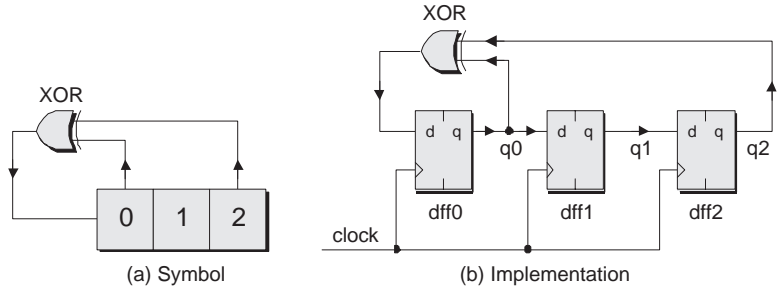 XOR
0 1 2
(a) Symbol
XOR
d q
q0
d q
q1
d q
q2
dff0
dff1
dff2
clock
(b) Implementation